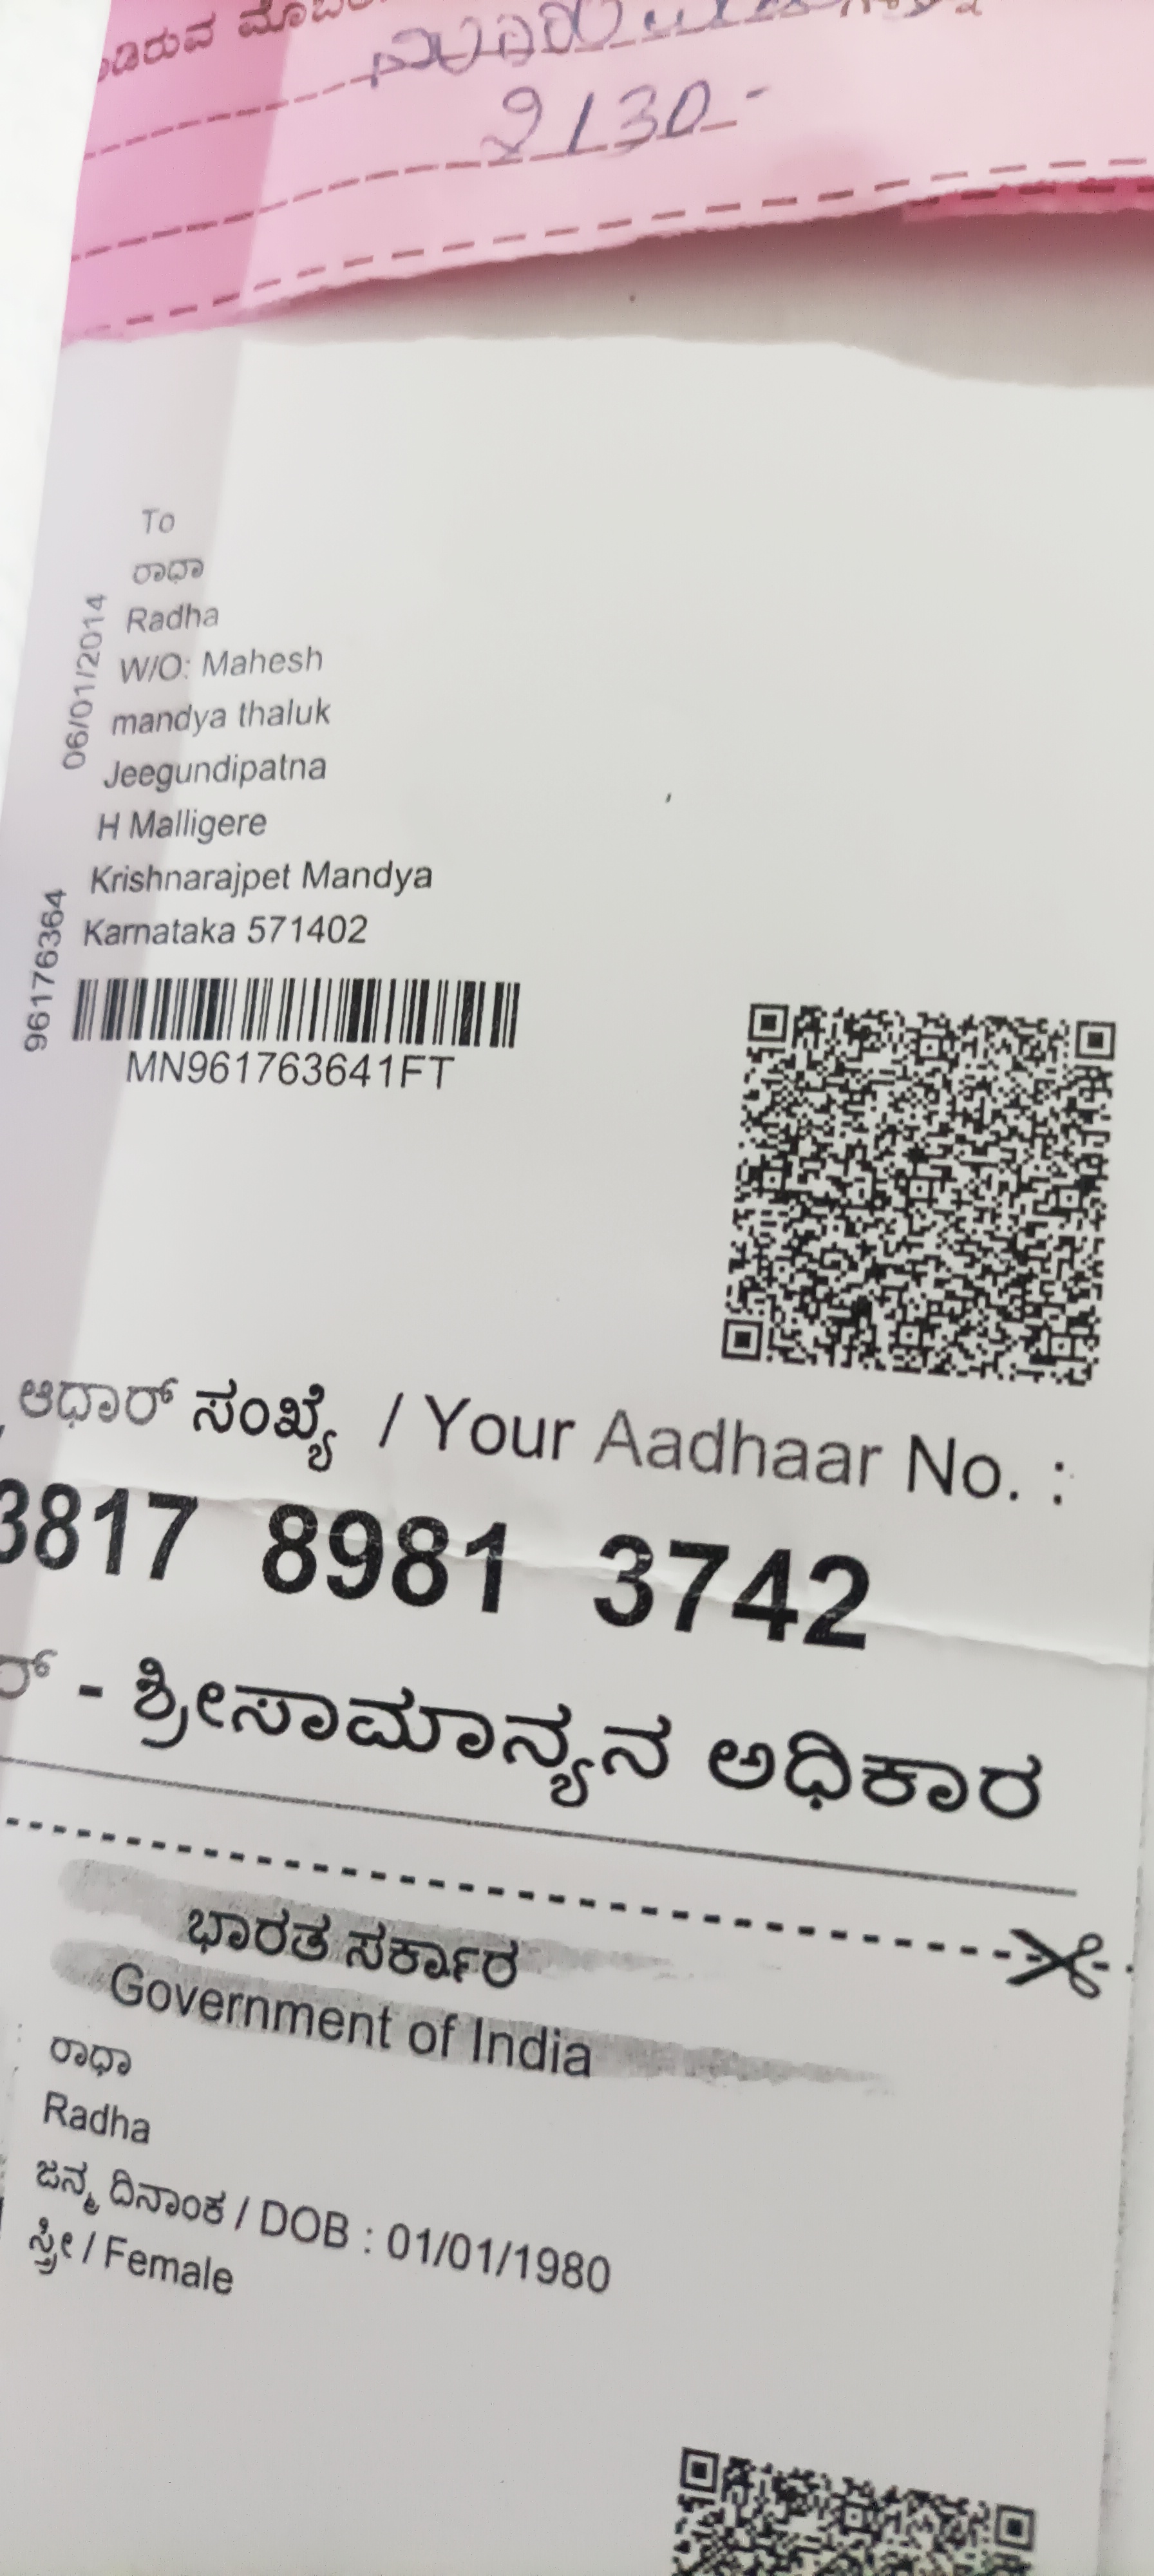 2130-
To
ರಾಧಾ
Radha
W/O: Mahesh
mandya thaluk
Jeegundipatna
H Malligere
Krishnarajpet Mandya
Karnataka 571402
06/01/2014
96176364
MN961763641FT
ಆಧಾರ್ ಸಂಖ್ಯೆ / Your Aadhaar No. :
3817 8981 3742
- ಶ್ರೀಸಾಮಾನ್ಯನ ಅಧಿಕಾರ
ಭಾರತ ಸರ್ಕಾರ
Government of India
ರಾಧಾ
Radha
ಜನ್ಮ ದಿನಾಂಕ / DOB : 01/01/1980
ಸ್ತ್ರೀ / Female